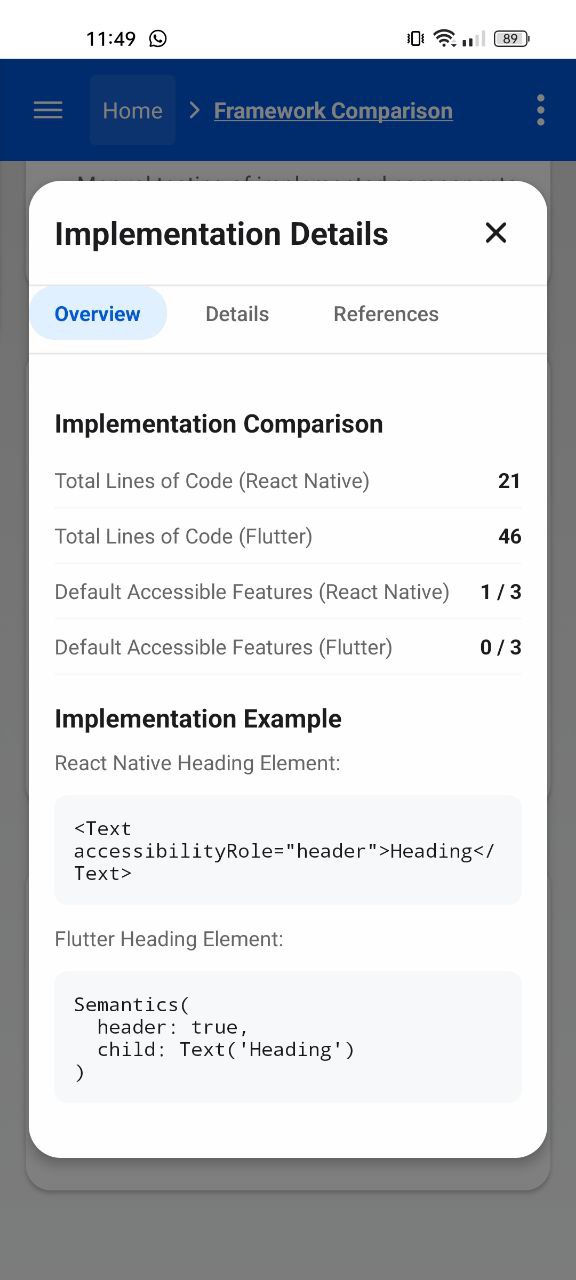 11:49
89
Home > Framework Comparison
Implementation Details
Overview Details References
Implementation Comparison
Total Lines of Code (React Native) 21
Total Lines of Code (Flutter) 46
Default Accessible Features (React Native) 1 / 3
Default Accessible Features (Flutter) 0 / 3
Implementation Example
React Native Heading Element:
<Text
accessibilityRole="header">Heading</
Text>
Flutter Heading Element:
Semantics(
  header: true,
  child: Text('Heading')
)